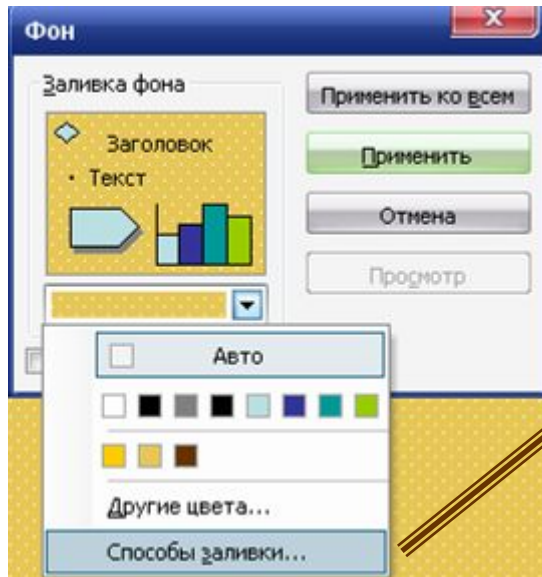 Фон
Заливка фона
Заголовок
• Текст
Применить ко всем
Применить
Отмена
Просмотр
Авто
Другие цвета...
Способы заливки...